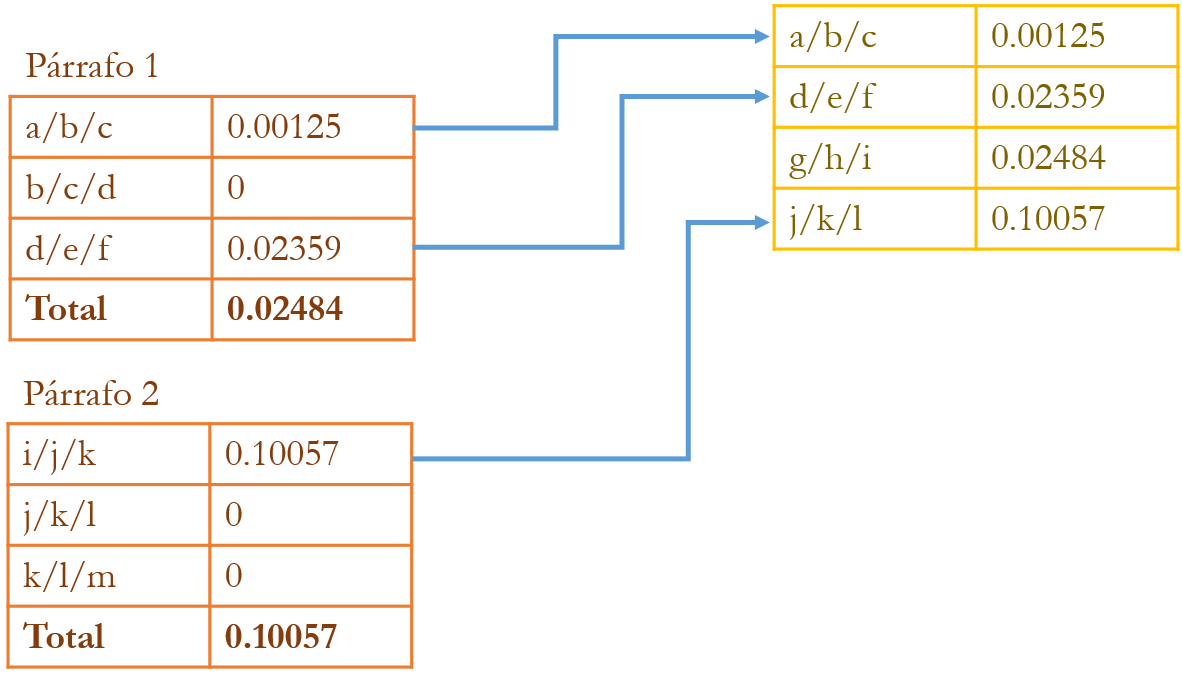 Párrafo 1
a/b/c 0.00125
b/c/d 0
d/e/f 0.02359
Total 0.02484
Párrafo 2
i/j/k 0.10057
j/k/l 0
k/l/m 0
Total 0.10057
a/b/c 0.00125
d/e/f 0.02359
g/h/i 0.02484
j/k/l 0.10057